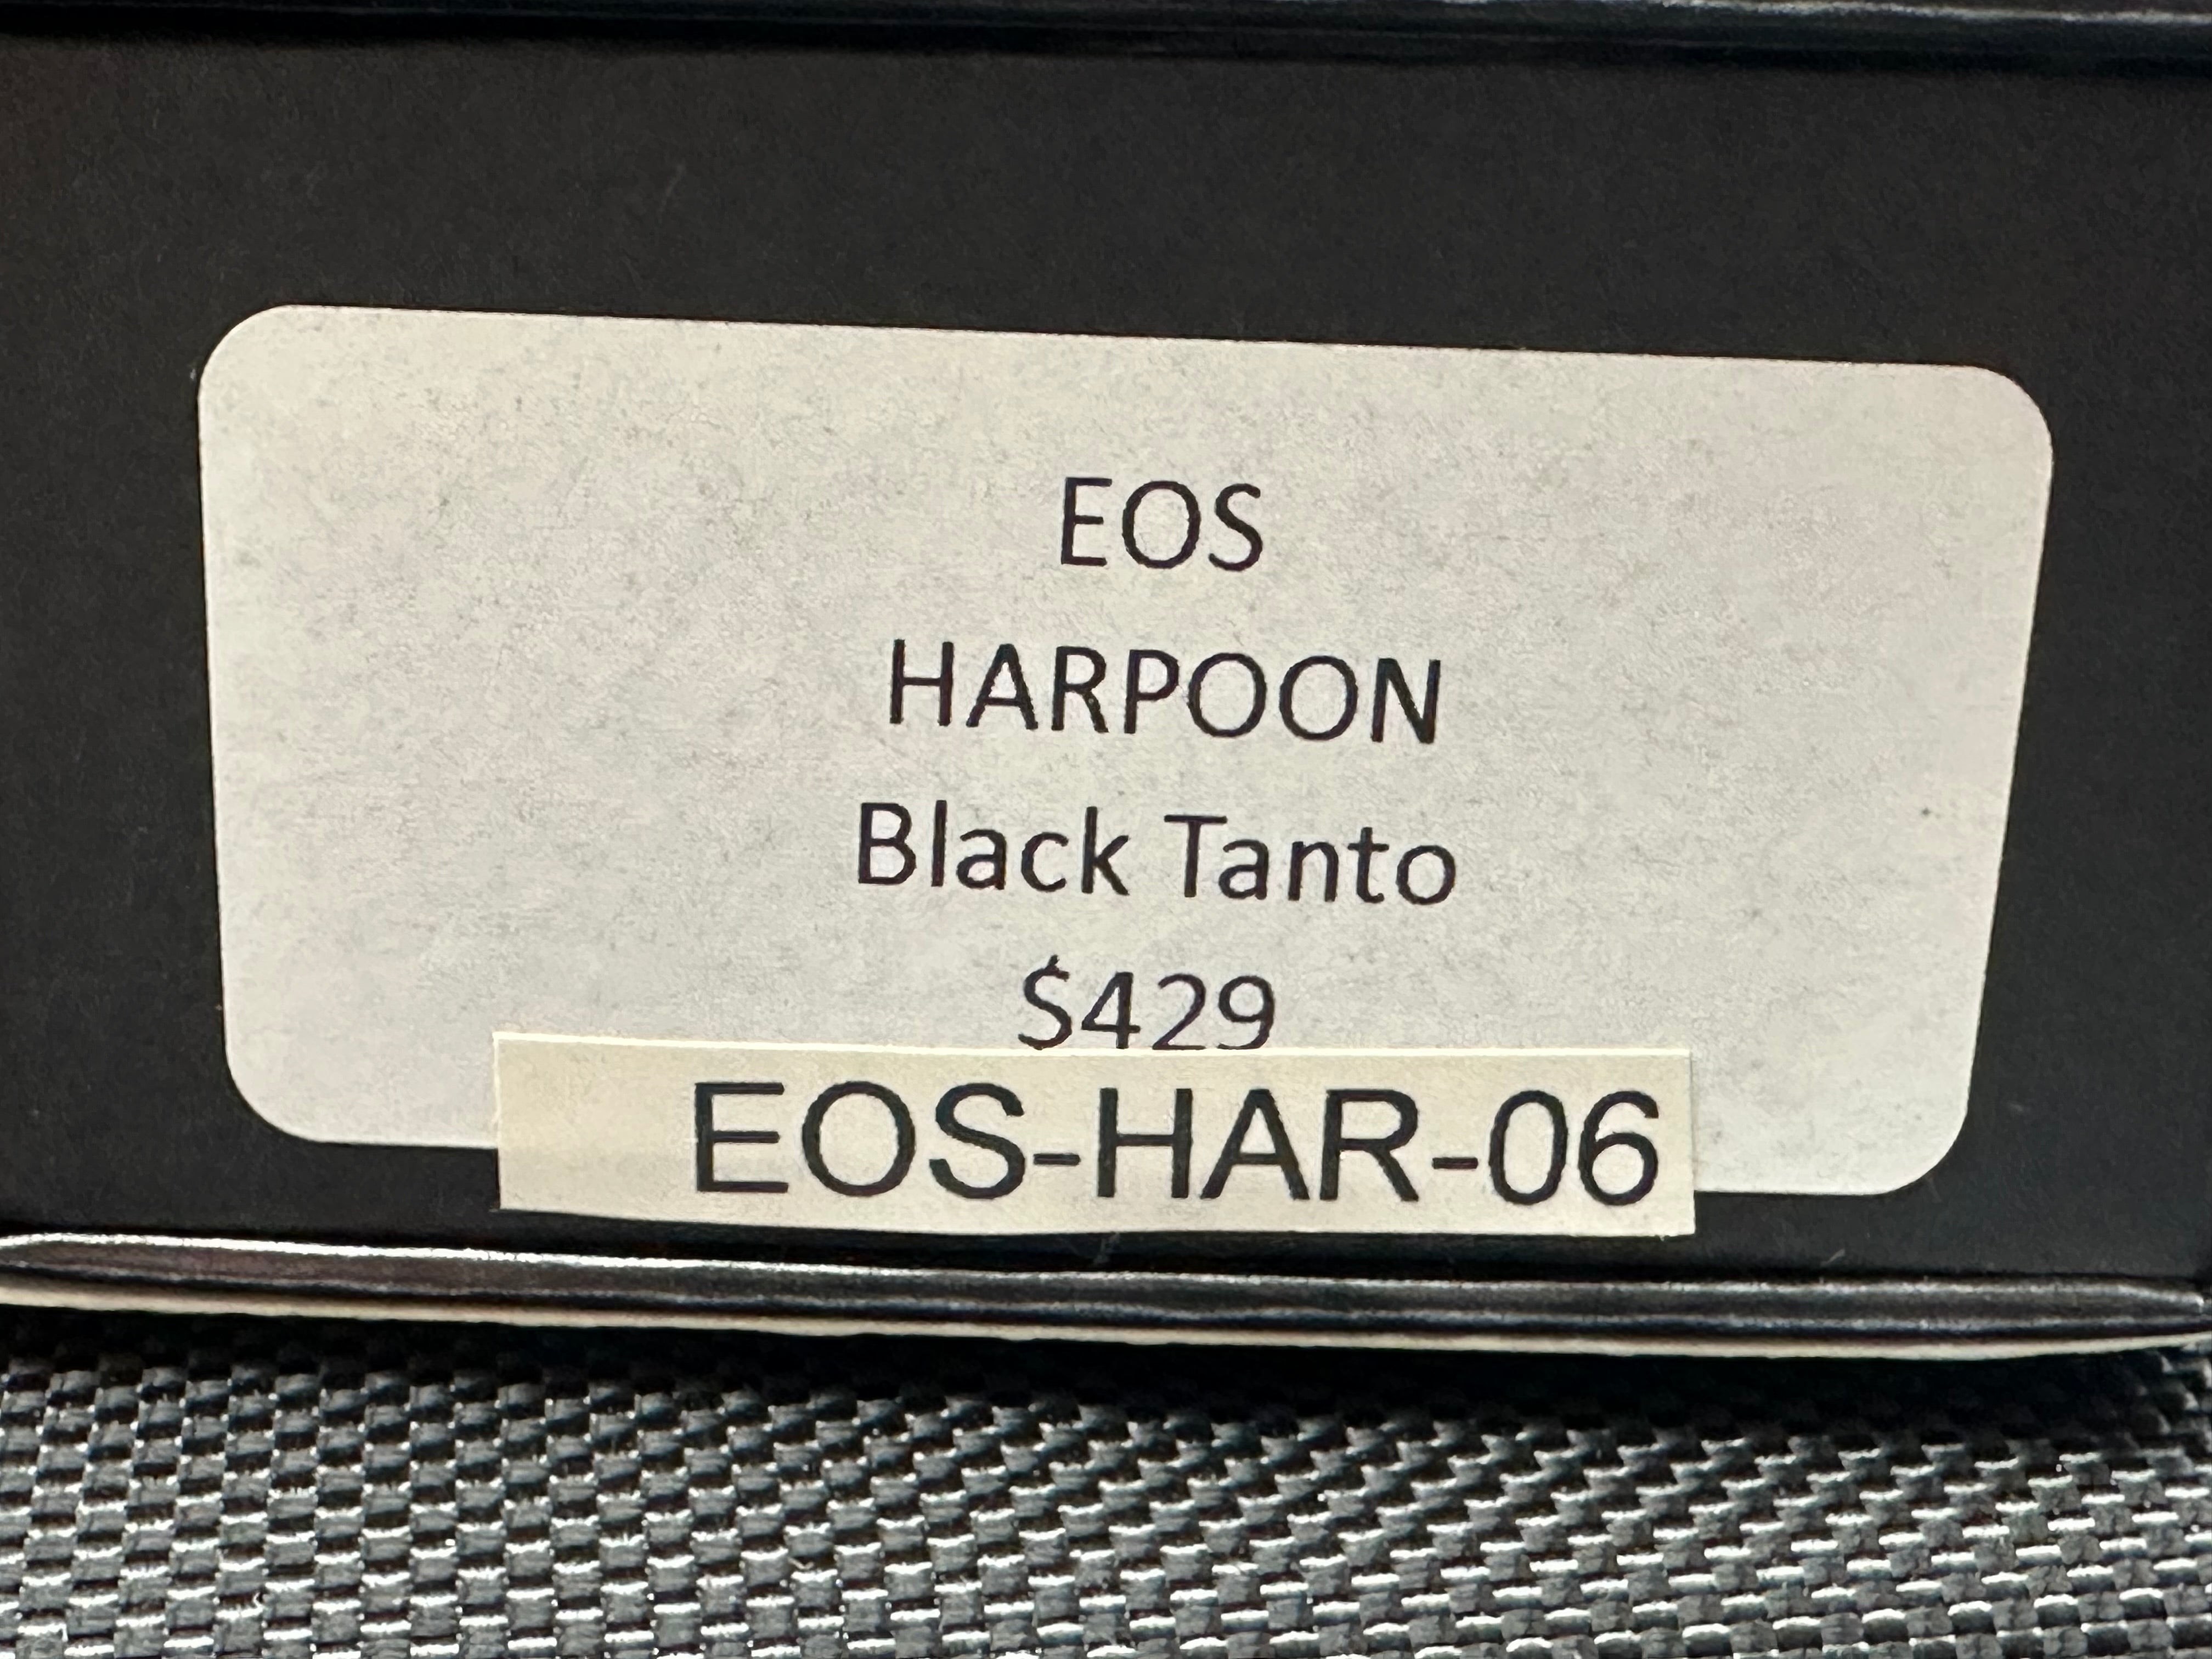 EOS
HARPOON
Black Tanto
$429
EOS-HAR-06